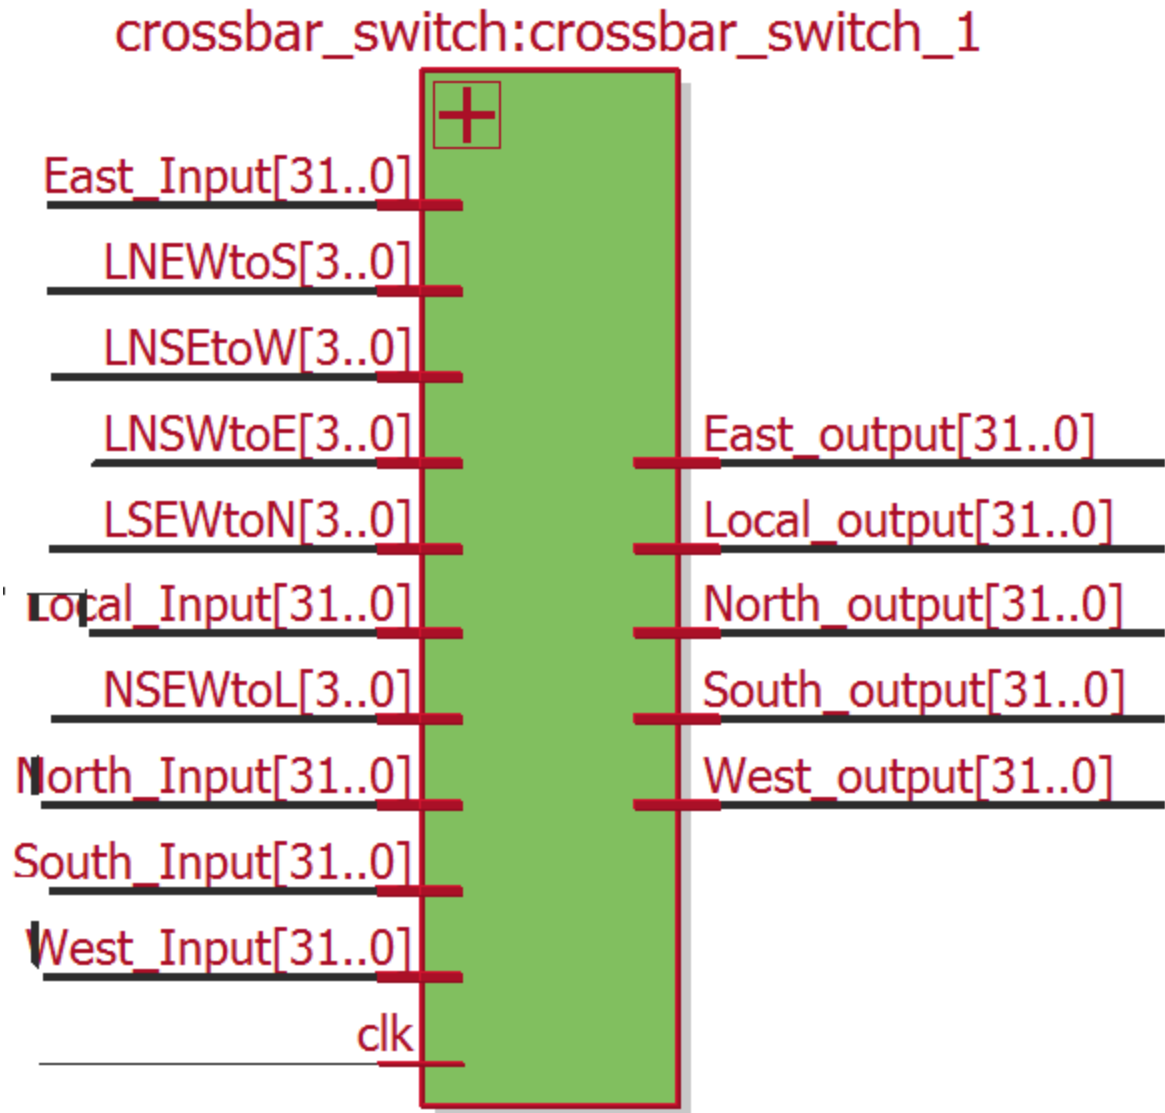 crossbar_switch:crossbar_switch_1
East_Input[31..0]
LNEWtoS[3..0]
LNSEtoW[3..0]
LNSWtoE[3..0]
LSEWtoN[3..0]
Local_Input[31..0]
NSEWtoL[3..0]
North_Input[31..0]
South_Input[31..0]
West_Input[31..0]
clk
East_output[31..0]
Local_output[31..0]
North_output[31..0]
South_output[31..0]
West_output[31..0]